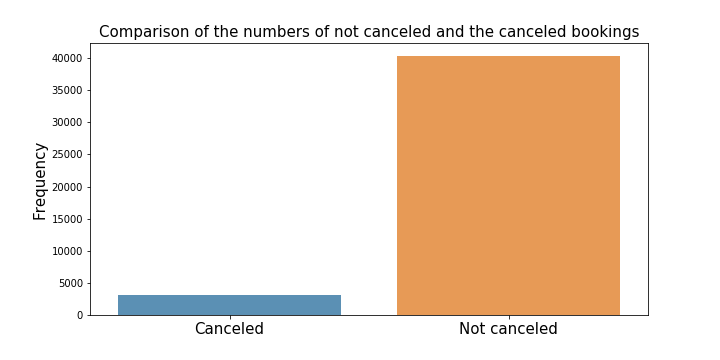 Comparison of the numbers of not canceled and the canceled bookings
Frequency
40000
35000
30000
25000
20000
15000
10000
5000
0
Canceled
Not canceled